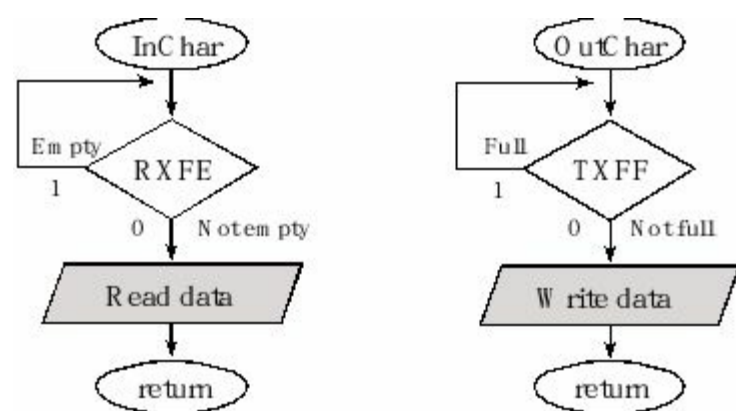 InChar
Empty
1
RXFE
0 Not empty
Read data
return
OutChar
Full
1
TXFF
0 Not full
Write data
return